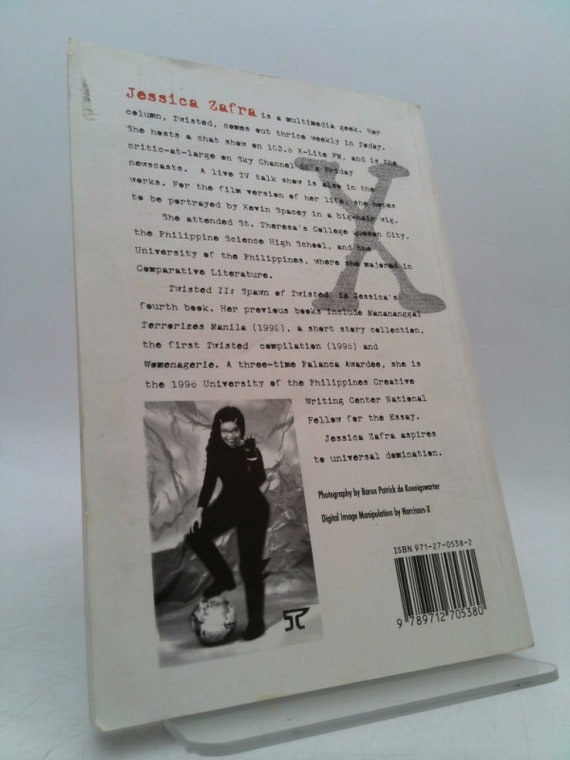 Jessica Zafra is a multimedia geek. Her
column, Twisted, comes out thrice weekly in Today.
She hosts a chat show on 103.5 K-Lite FM, and is the
critic-at-large on Sky Channel Friday
newscasts. A live TV talk show is also in the
works. For the film version of her life, she hopes
to be portrayed by Kevin Spacey in a big-hair wig.
She attended St. Theresa's College Quezon City,
the Philippine Science High School, and the
University of the Philippines, where she majored in
Comparative Literature.
Twisted II: Spawn of Twisted, is Jessica's
fourth book. Her previous books include Manananggal
Terrorizes Manila (1992), a short story collection,
the first Twisted compilation (1995) and
Womenagerie. A three-time Palanca Awardee, she is
the 1996 University of the Philippines Creative
Writing Center National
Fellow for the Essay.
Jessica Zafra aspires
to universal domination.
Photography by Baron Patrick de Koenigswarter
Digital Image Manipulation by Narcissus-X
ISBN 971-27-0538-2
9 789712 705380
X